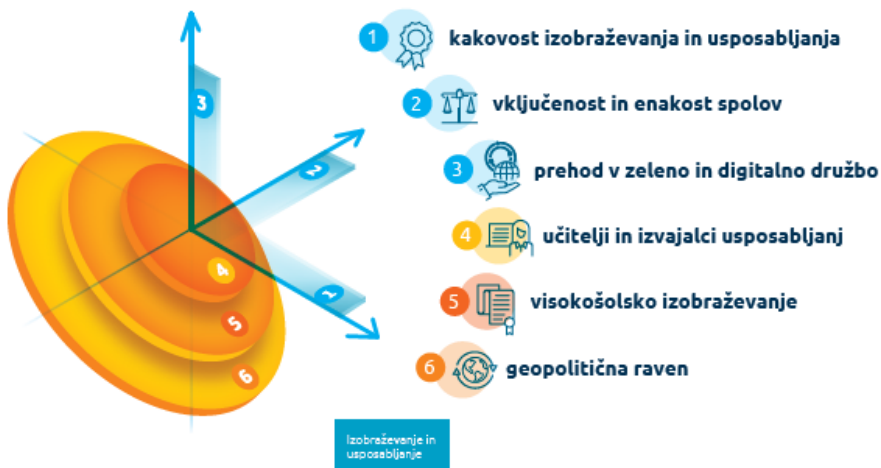 1 kakovost izobraževanja in usposabljanja
2 vključenost in enakost spolov
3 prehod v zeleno in digitalno družbo
4 učitelji in izvajalci usposabljanj
5 visokošolsko izobraževanje
6 geopolitična raven
3
2
1
4
5
6
Izobraževanje in
usposabljanje